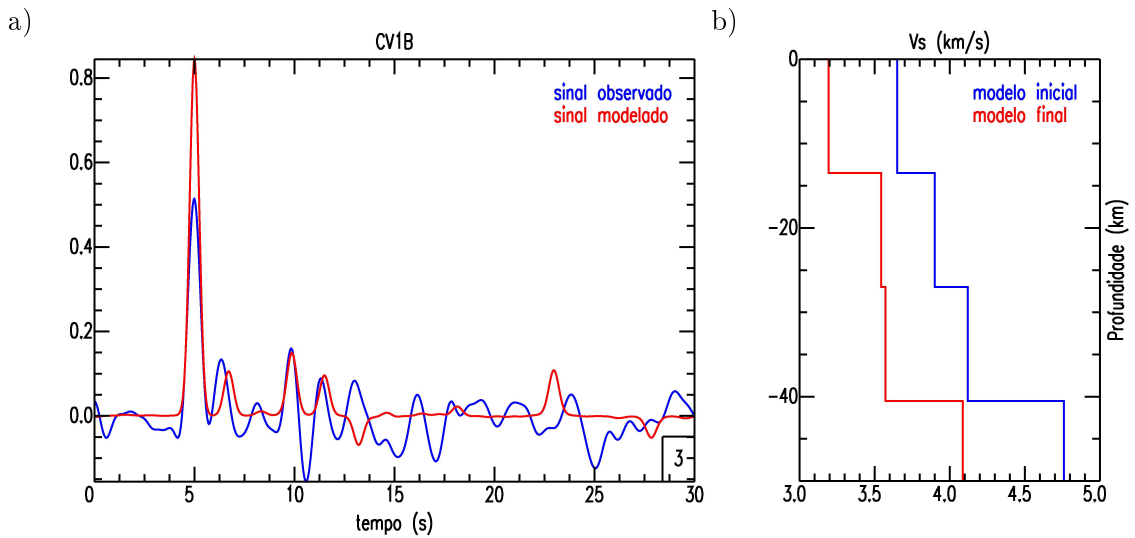 a)
CV1B
sinal observado
sinal modelado
0.8
0.6
0.4
0.2
0.0
3
0 5 10 15 20 25 30
tempo (s)
b)
Vs (km/s)
modelo inicial
modelo final
0
-20
-40
3.0 3.5 4.0 4.5 5.0
Profundidade (km)